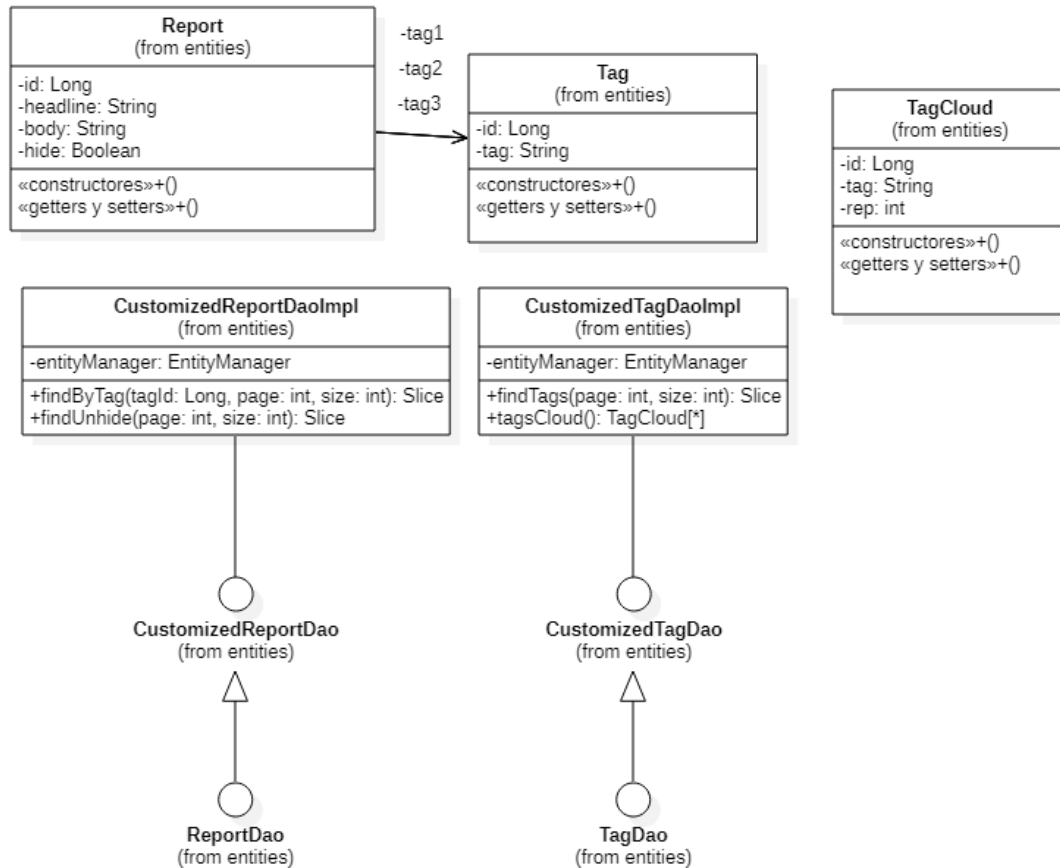 Report
(from entities)
-id: Long
-headline: String
-body: String
-hide: Boolean
«constructores»+()
«getters y setters»+()
-tag1
-tag2
-tag3
Tag
(from entities)
-id: Long
-tag: String
«constructores»+()
«getters y setters»+()
TagCloud
(from entities)
-id: Long
-tag: String
-rep: int
«constructores»+()
«getters y setters»+()
CustomizedReportDaoImpl
(from entities)
-entityManager: EntityManager
+findByTag(tagId: Long, page: int, size: int): Slice
+findUnhide(page: int, size: int): Slice
CustomizedTagDaoImpl
(from entities)
-entityManager: EntityManager
+findTags(page: int, size: int): Slice
+tagsCloud(): TagCloud[*]
CustomizedReportDao
(from entities)
CustomizedTagDao
(from entities)
ReportDao
(from entities)
TagDao
(from entities)